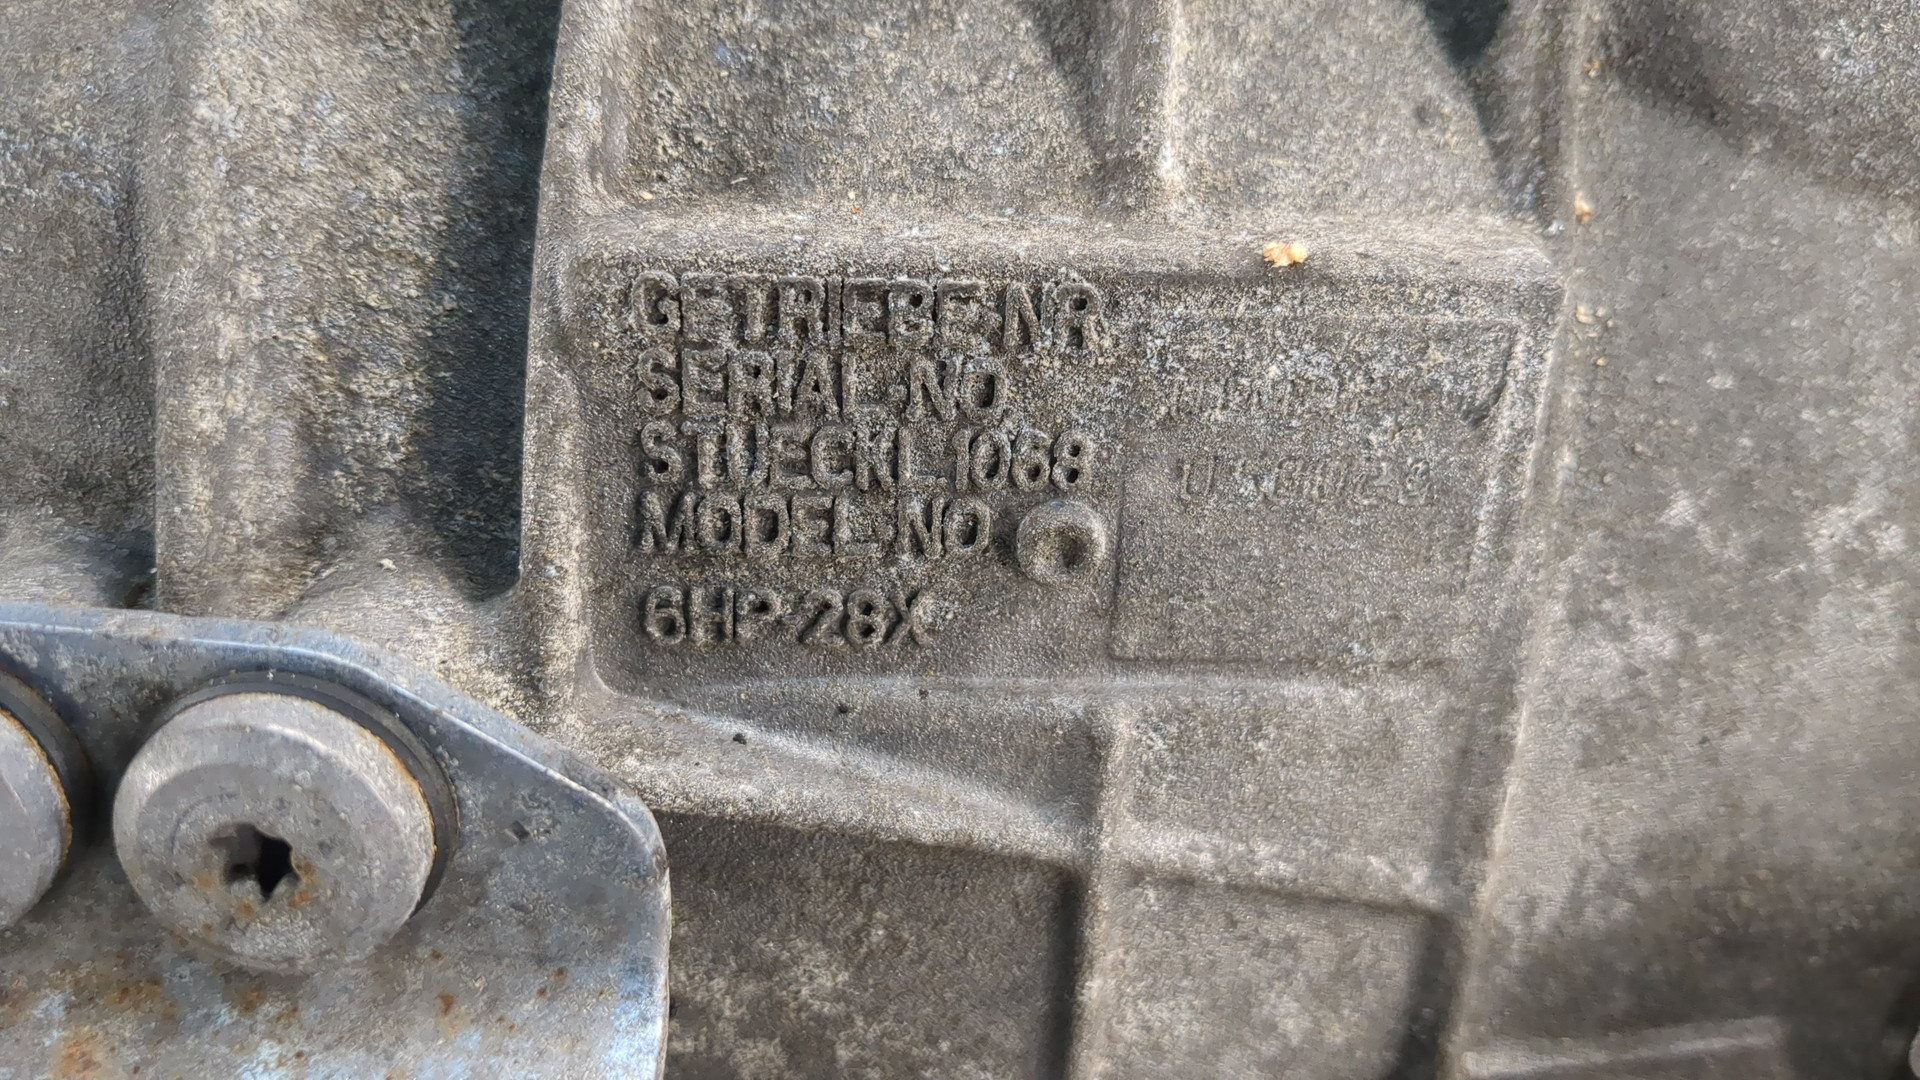 GETRIEBE-NR.
SERIAL-NO.
STUECKL.1068
MODEL-NO.
6HP-28X